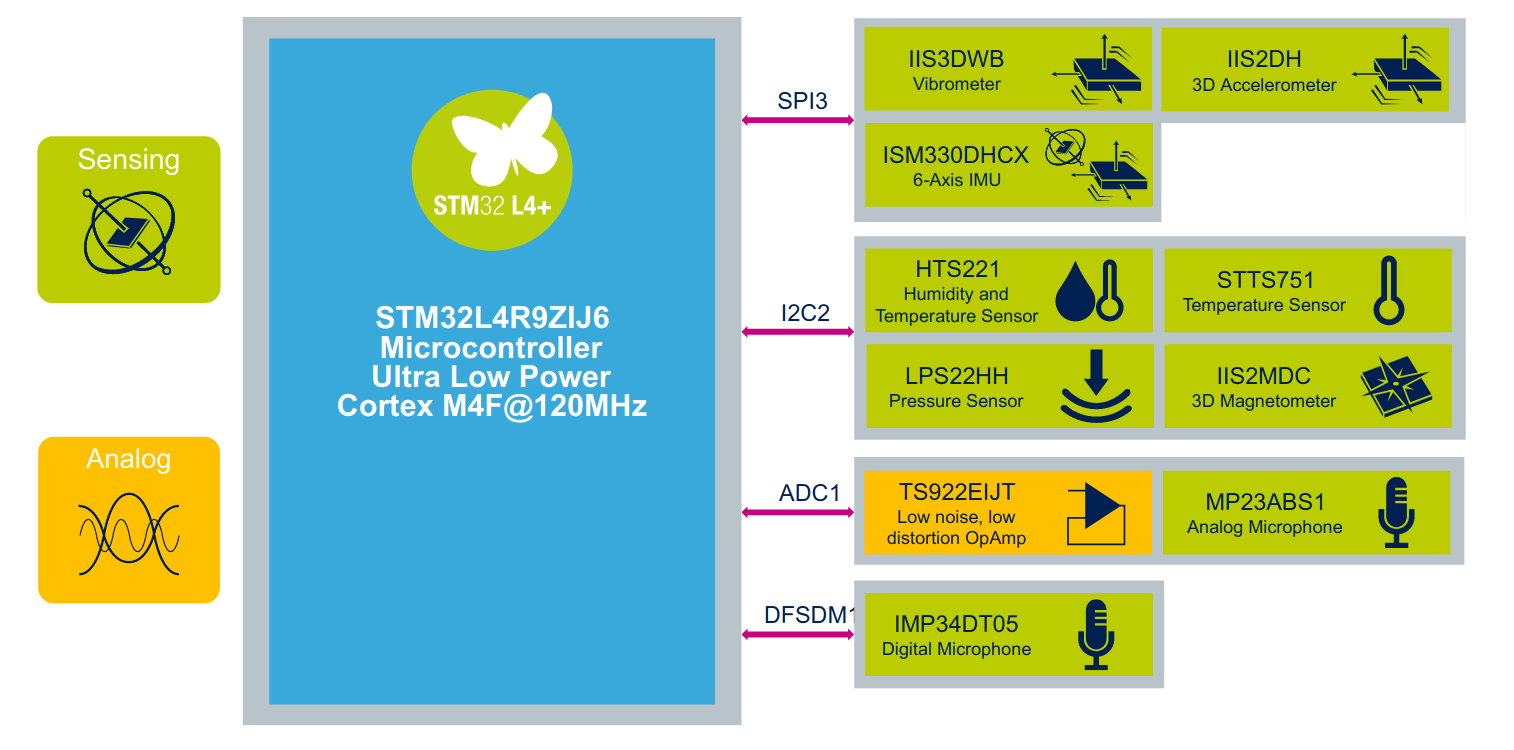 Sensing
Analog
STM32 L4+
STM32L4R9ZIJ6
Microcontroller
Ultra Low Power
Cortex M4F@120MHz
SPI3
IIS3DWB
Vibrometer
IIS2DH
3D Accelerometer
ISM330DHCX
6-Axis IMU
I2C2
HTS221
Humidity and
Temperature Sensor
STTS751
Temperature Sensor
LPS22HH
Pressure Sensor
IIS2MDC
3D Magnetometer
ADC1
TS922EIJT
Low noise, low
distortion OpAmp
MP23ABS1
Analog Microphone
DFSDM1
IMP34DT05
Digital Microphone